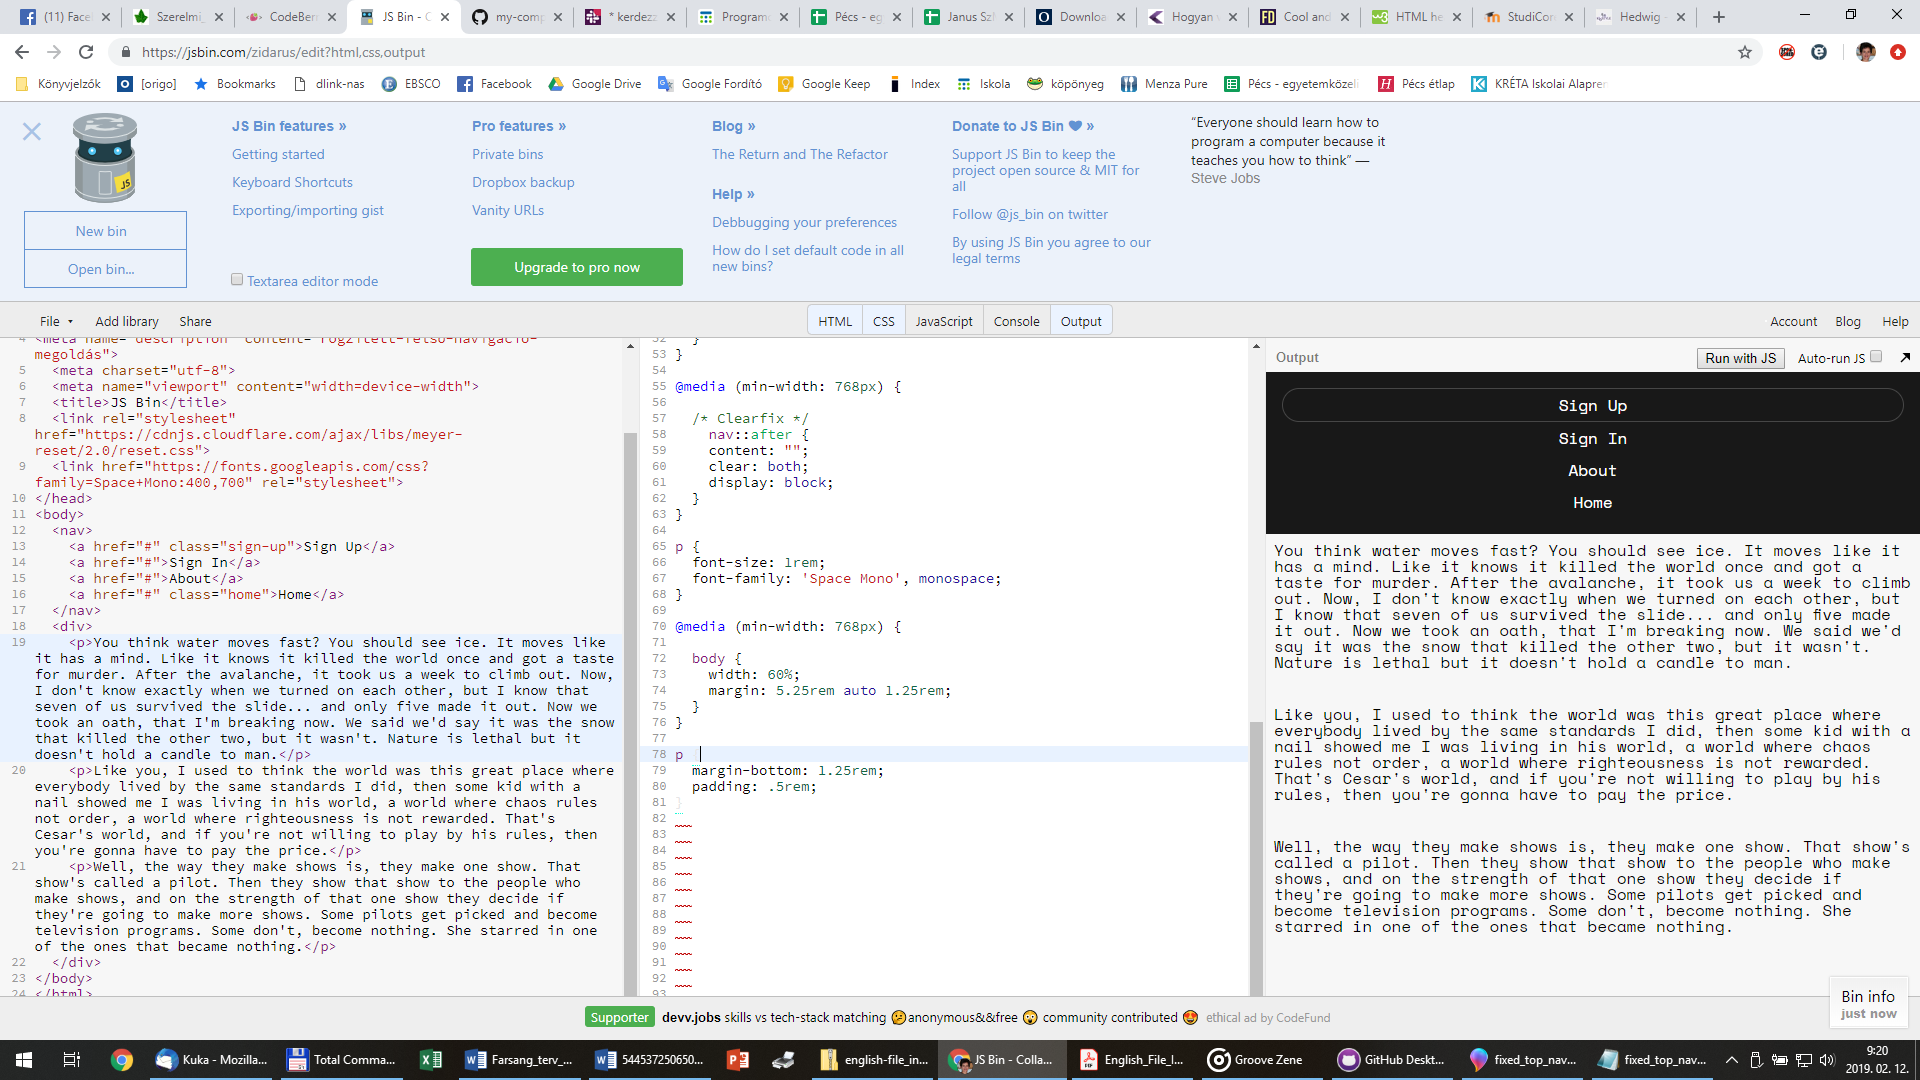 (11) Face
Szerelmi_
CodeBer
JS Bin - C
my-comp
* kerdezz
Programo
Pécs - eg
Janus Szl
Downloa
Hogyan
Cool and
HTML he
StudiCor
Hedwig -
https://jsbin.com/zidarus/edit?html,css,output
Könyvjelzők
[origo]
Bookmarks
dlink-nas
EBSCO
Facebook
Google Drive
Google Fordító
Google Keep
Index
Iskola
köpönyeg
Menza Pure
Pécs - egyetemközeli
Pécs étlap
KRÉTA Iskolai Alapren
JS Bin features »
Getting started
Keyboard Shortcuts
Exporting/importing gist
Textarea editor mode
Pro features »
Private bins
Dropbox backup
Vanity URLs
Upgrade to pro now
Blog »
The Return and The Refactor
Help »
Debbugging your preferences
How do I set default code in all
new bins?
Donate to JS Bin »
Support JS Bin to keep the
project open source & MIT for
all
Follow @js_bin on twitter
By using JS Bin you agree to our
legal terms
“Everyone should learn how to
program a computer because it
teaches you how to think” —
Steve Jobs
JS
New bin
Open bin...
File
Add library
Share
HTML
CSS
JavaScript
Console
Output
Account
Blog
Help
4 <meta name="description" content="rögzített-felső-navigáció-
megoldás">
5 <meta charset="utf-8">
6 <meta name="viewport" content="width=device-width">
7 <title>JS Bin</title>
8 <link rel="stylesheet"
href="https://cdnjs.cloudflare.com/ajax/libs/meyer-
reset/2.0/reset.css">
9 <link href="https://fonts.googleapis.com/css?
family=Space+Mono:400,700" rel="stylesheet">
10 </head>
11 <body>
12 <nav>
13 <a href="#" class="sign-up">Sign Up</a>
14 <a href="#">Sign In</a>
15 <a href="#">About</a>
16 <a href="#" class="home">Home</a>
17 </nav>
18 <div>
19 <p>You think water moves fast? You should see ice. It moves like
it has a mind. Like it knows it killed the world once and got a taste
for murder. After the avalanche, it took us a week to climb out. Now,
I don't know exactly when we turned on each other, but I know that
seven of us survived the slide... and only five made it out. Now we
took an oath, that I'm breaking now. We said we'd say it was the snow
that killed the other two, but it wasn't. Nature is lethal but it
doesn't hold a candle to man.</p>
20 <p>Like you, I used to think the world was this great place where
everybody lived by the same standards I did, then some kid with a
nail showed me I was living in his world, a world where chaos rules
not order, a world where righteousness is not rewarded. That's
Cesar's world, and if you're not willing to play by his rules, then
you're gonna have to pay the price.</p>
21 <p>Well, the way they make shows is, they make one show. That
show's called a pilot. Then they show that show to the people who
make shows, and on the strength of that one show they decide if
they're going to make more shows. Some pilots get picked and become
television programs. Some don't, become nothing. She starred in one
of the ones that became nothing.</p>
22 </div>
23 </body>
24 </html>
52 }
53 }
54
55 @media (min-width: 768px) {
56
57 /* Clearfix */
58 nav::after {
59 content: "";
60 clear: both;
61 display: block;
62 }
63 }
64
65 p {
66 font-size: 1rem;
67 font-family: 'Space Mono', monospace;
68 }
69
70 @media (min-width: 768px) {
71
72 body {
73 width: 60%;
74 margin: 5.25rem auto 1.25rem;
75 }
76 }
77
78 p
79 margin-bottom: 1.25rem;
80 padding: .5rem;
81 }
82
83
84
85
86
87
88
89
90
91
92
93
Output
Run with JS
Auto-run JS
Sign Up
Sign In
About
Home
You think water moves fast? You should see ice. It moves like it
has a mind. Like it knows it killed the world once and got a
taste for murder. After the avalanche, it took us a week to climb
out. Now, I don't know exactly when we turned on each other, but
I know that seven of us survived the slide... and only five made
it out. Now we took an oath, that I'm breaking now. We said we'd
say it was the snow that killed the other two, but it wasn't.
Nature is lethal but it doesn't hold a candle to man.
Like you, I used to think the world was this great place where
everybody lived by the same standards I did, then some kid with a
nail showed me I was living in his world, a world where chaos
rules not order, a world where righteousness is not rewarded.
That's Cesar's world, and if you're not willing to play by his
rules, then you're gonna have to pay the price.
Well, the way they make shows is, they make one show. That show's
called a pilot. Then they show that show to the people who make
shows, and on the strength of that one show they decide if
they're going to make more shows. Some pilots get picked and
become television programs. Some don't, become nothing. She
starred in one of the ones that became nothing.
Bin info
just now
Supporter
devv.jobs skills vs tech-stack matching 🤔anonymous&&free 😮 community contributed 😍 ethical ad by CodeFund
Kuka - Mozilla...
Total Comma...
Farsang_terv_...
544537250650...
english-file_in...
JS Bin - Colla...
English_File_I...
Groove Zene
GitHub Deskt...
fixed_top_nav...
fixed_top_nav...
9:20
2019. 02. 12.